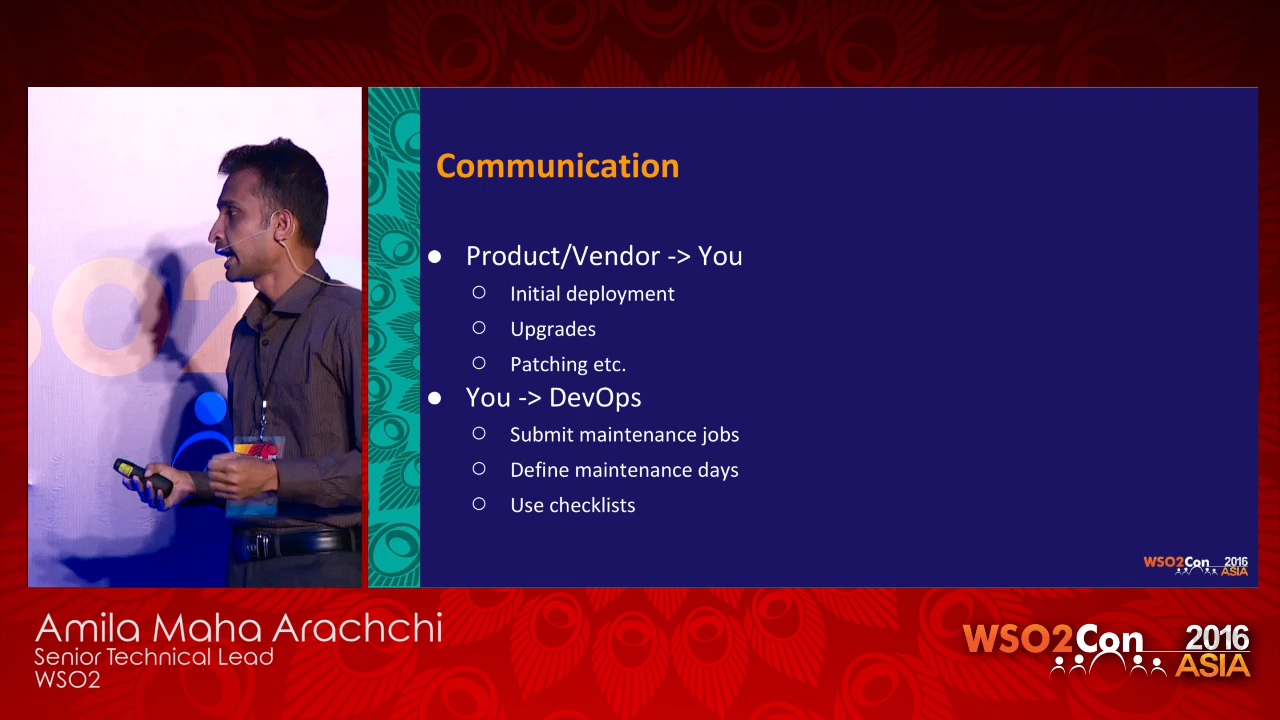 SO2
Communication
● Product/Vendor -> You
○ Initial deployment
○ Upgrades
○ Patching etc.
● You -> DevOps
○ Submit maintenance jobs
○ Define maintenance days
○ Use checklists
WSO2Con 2016
ASIA
Amila Maha Arachchi
Senior Technical Lead
WSO2
WSO2Con 2016
ASIA